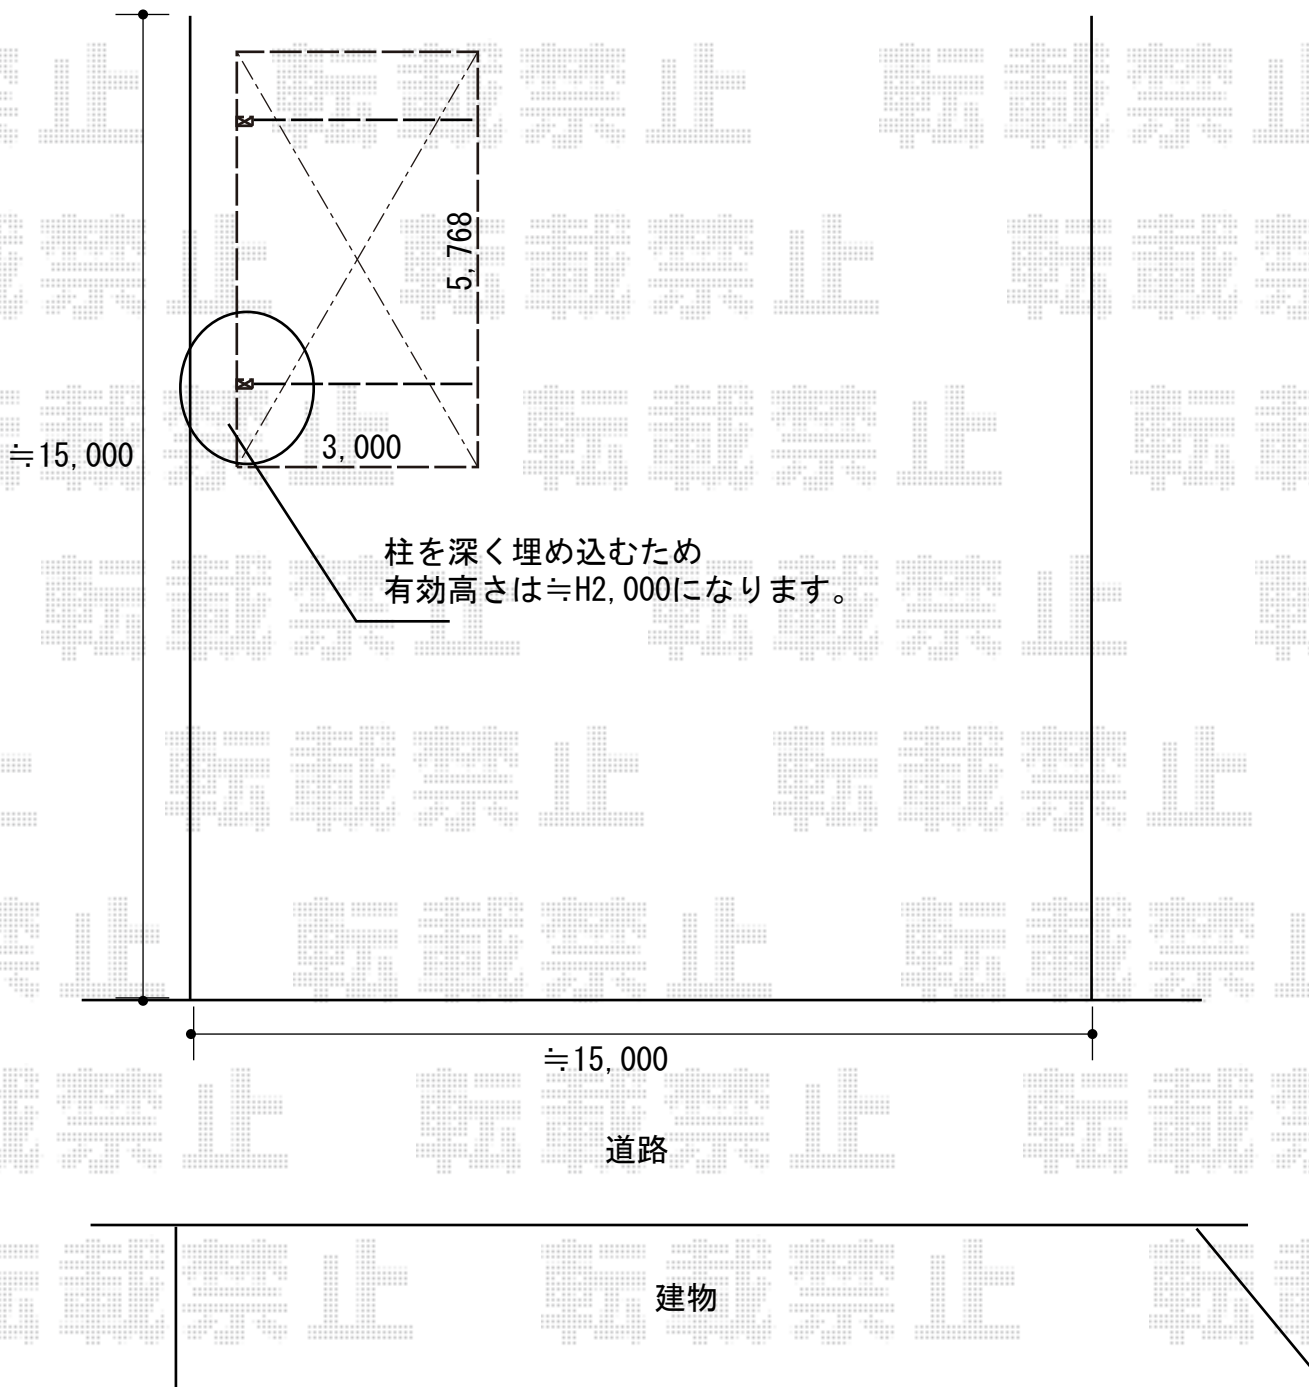 転載禁止
5,768
3,000
≒15,000
柱を深く埋め込むため
有効高さは≒H2,000になります。
≒15,000
道路
建物